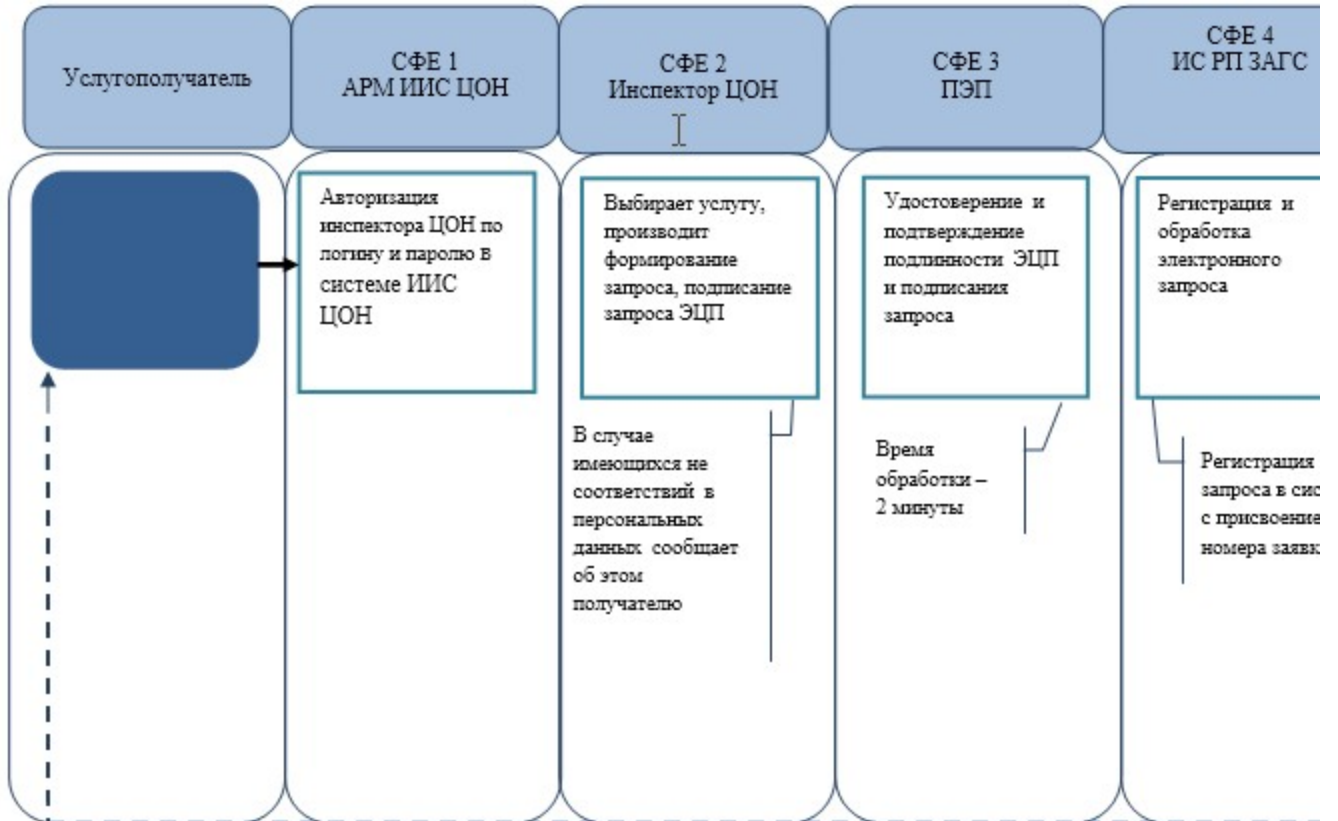 Услугополучатель
СФЕ 1
АРМ ИИС ЦОН
СФЕ 2
Инспектор ЦОН
СФЕ 3
ПЭП
СФЕ 4
ИС РП ЗАГС
Авторизация
инспектора ЦОН по
логину и паролю в
системе ИИС
ЦОН
Выбирает услугу,
производит
формирование
запроса, подписание
запроса ЭЦП
Удостоверение и
подтверждение
подлинности ЭЦП
и подписания
запроса
Регистрация и
обработка
электронного
запроса
В случае
имеющихся не
соответствий в
персональных
данных сообщает
об этом
получателю
Время
обработки –
2 минуты
Регистрация
запроса в
с
номера